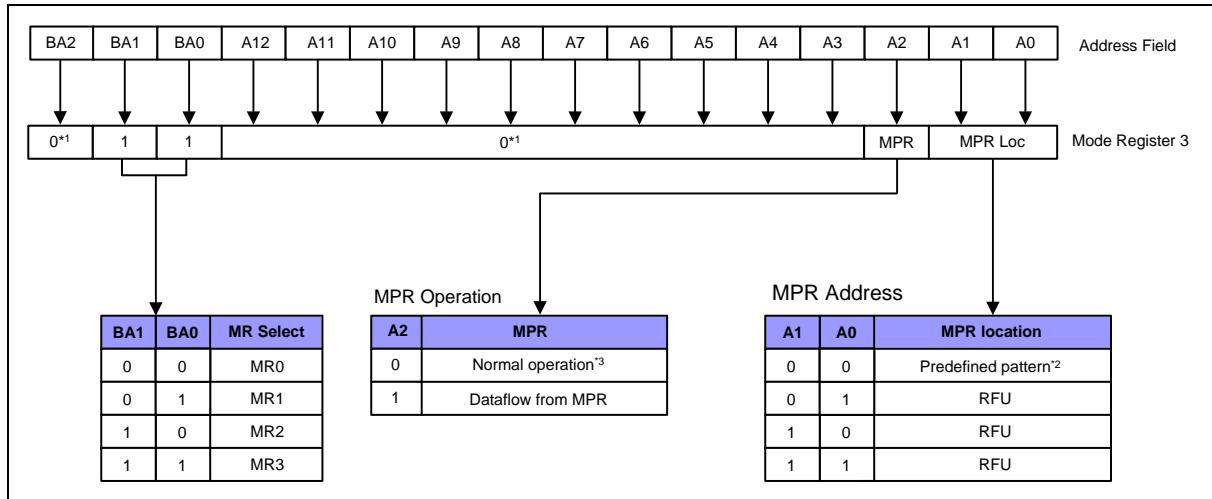 BA2 BA1 BA0 A12 A11 A10 A9 A8 A7 A6 A5 A4 A3 A2 A1 A0 Address Field
0*1 1 1 0*1 MPR MPR Loc Mode Register 3
MPR Operation
MPR Address
BA1 BA0 MR Select
0 0 MR0
0 1 MR1
1 0 MR2
1 1 MR3
A2 MPR
0 Normal operation*3
1 Dataflow from MPR
A1 A0 MPR location
0 0 Predefined pattern*2
0 1 RFU
1 0 RFU
1 1 RFU